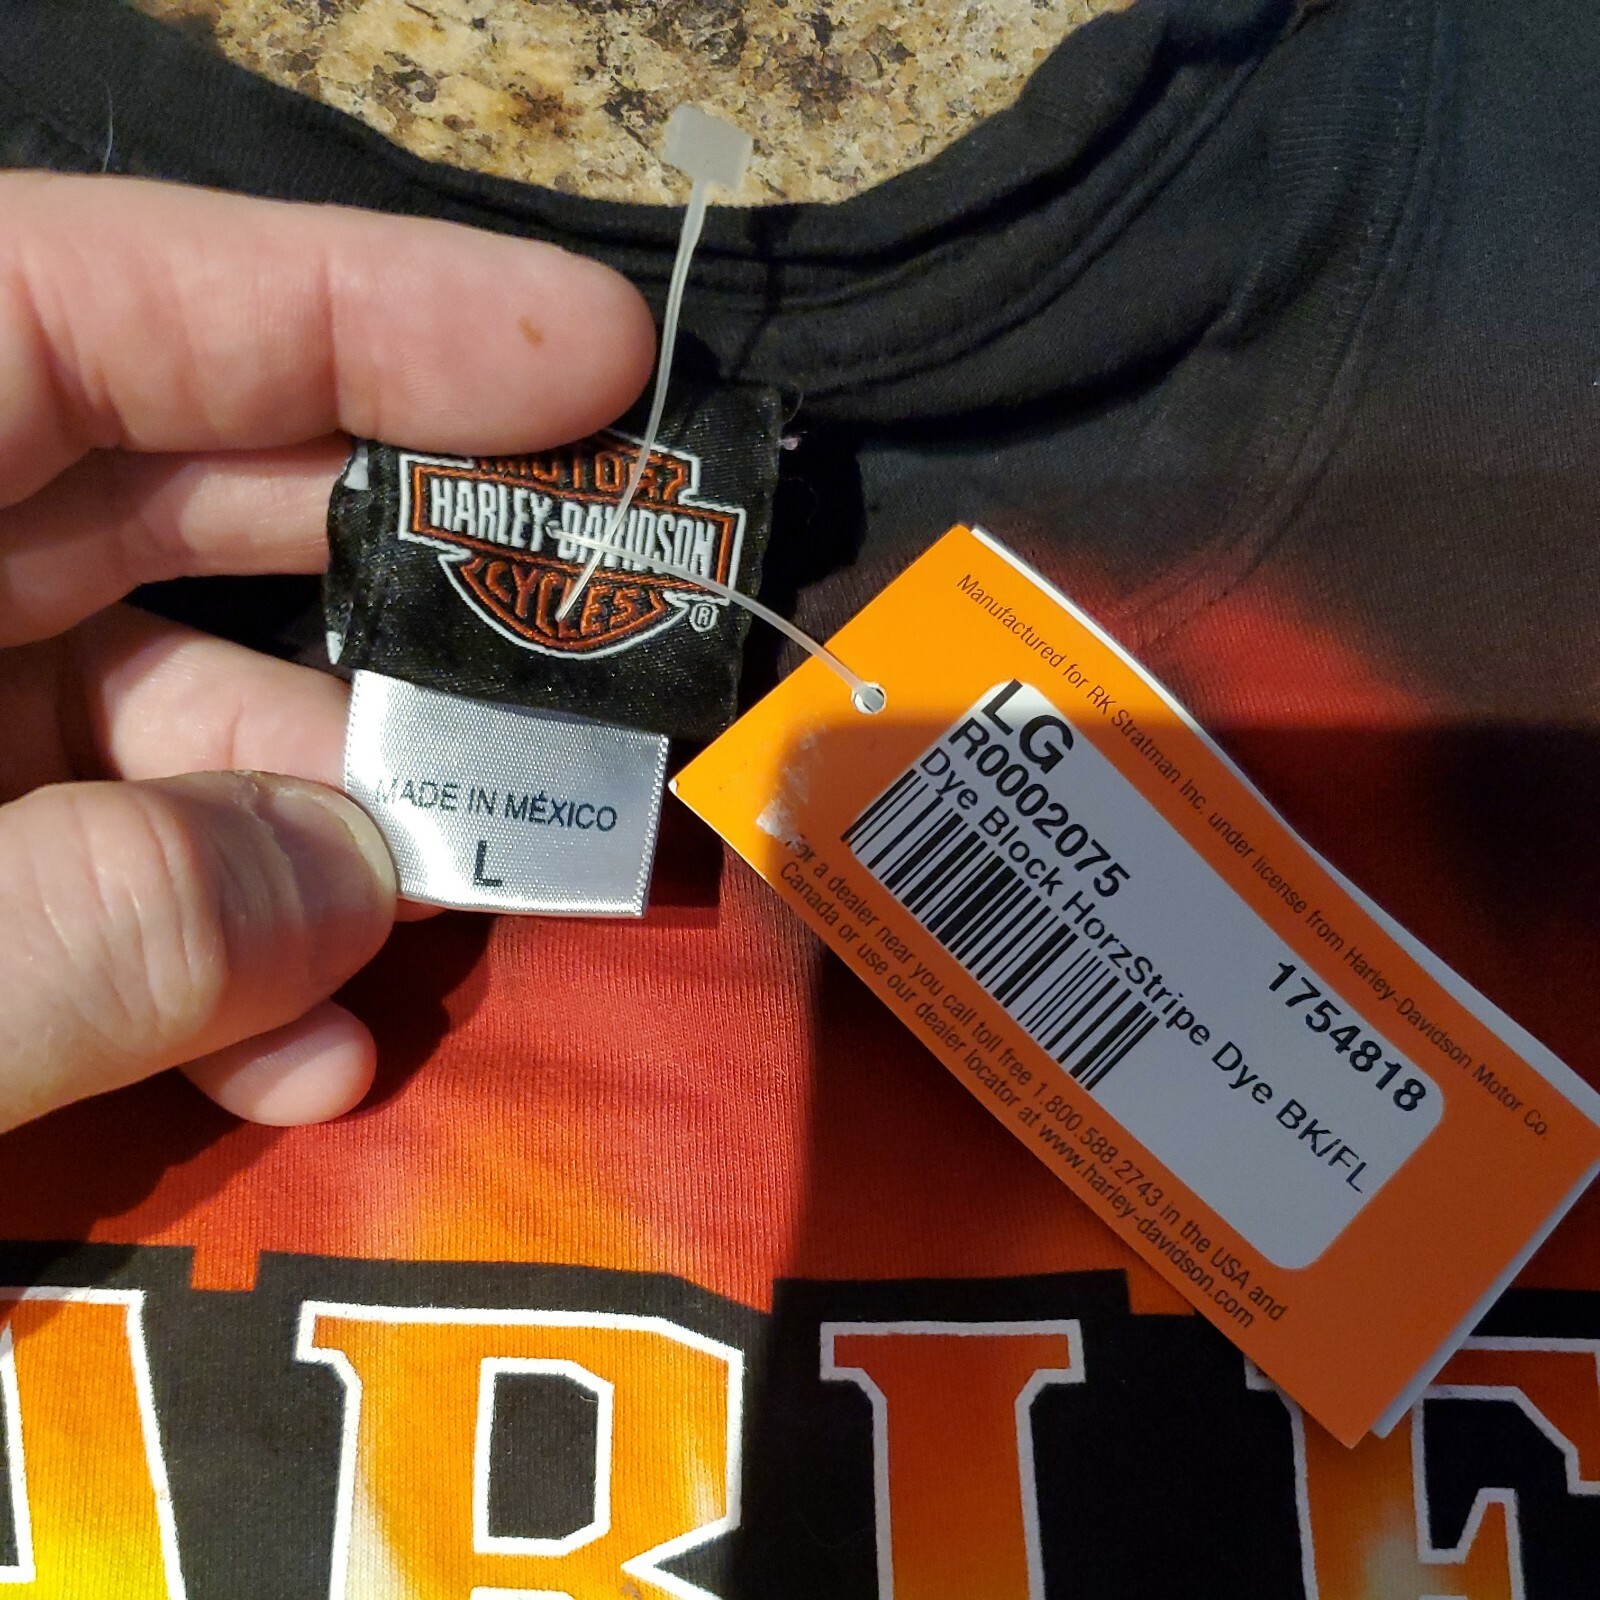 MOTOR
HARLEY-DAVIDSON
CYCLES
®
MADE IN MÉXICO
L
Manufactured for RK Stratman Inc. under license from Harley-Davidson Motor Co.
LG
R0002075
1754818
Dye Block HorzStripe Dye BK/FL
For a dealer near you call toll free 1.800.588.2743 in the USA and
Canada or use our dealer locator at www.harley-davidson.com
ARLE